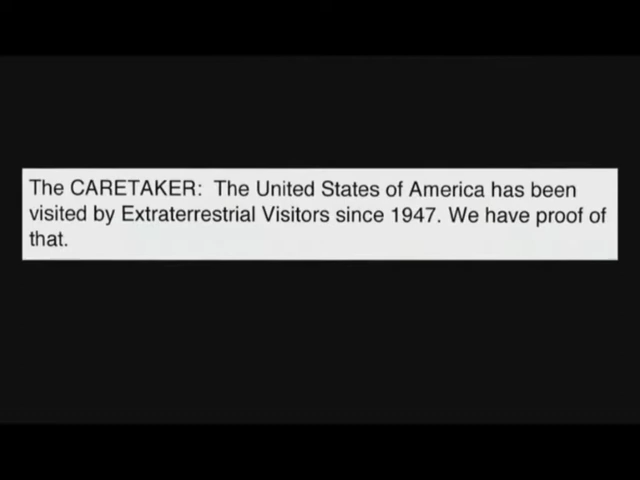 The CARETAKER: The United States of America has been
visited by Extraterrestrial Visitors since 1947. We have proof of
that.